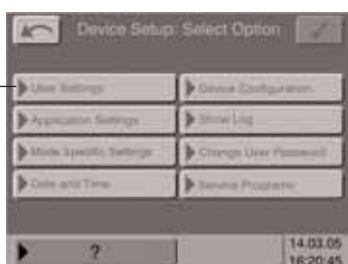 Device Setup: Select Option
User Settings
Device Configuration
Application Settings
Show Log
Mode Specific Settings
Change User Password
Date and Time
Service Programs
?
14.03.05
16:20:45